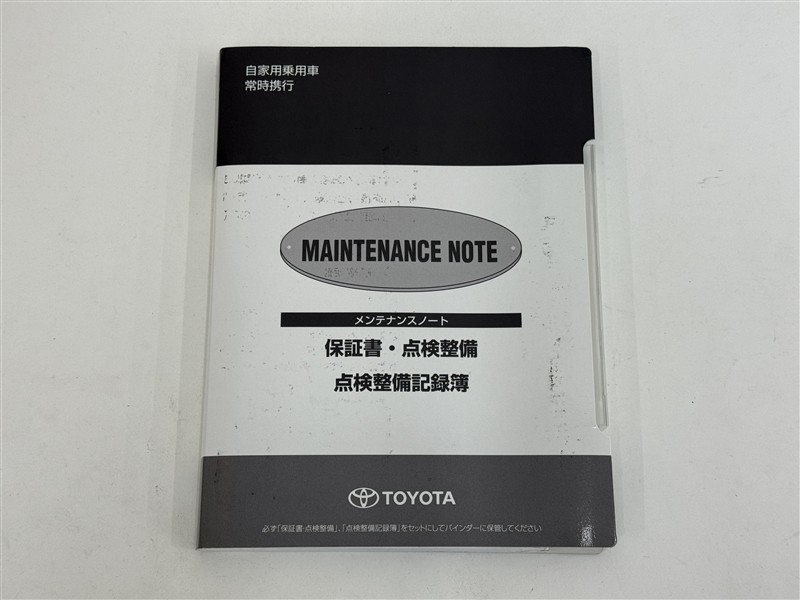 自家用乗用車
常時携行
MAINTENANCE NOTE
メンテナンスノート
保証書・点検整備
点検整備記録簿
TOYOTA
必ず「保証書・点検整備」、「点検整備記録簿」をセットにしてバインダーに保管してください